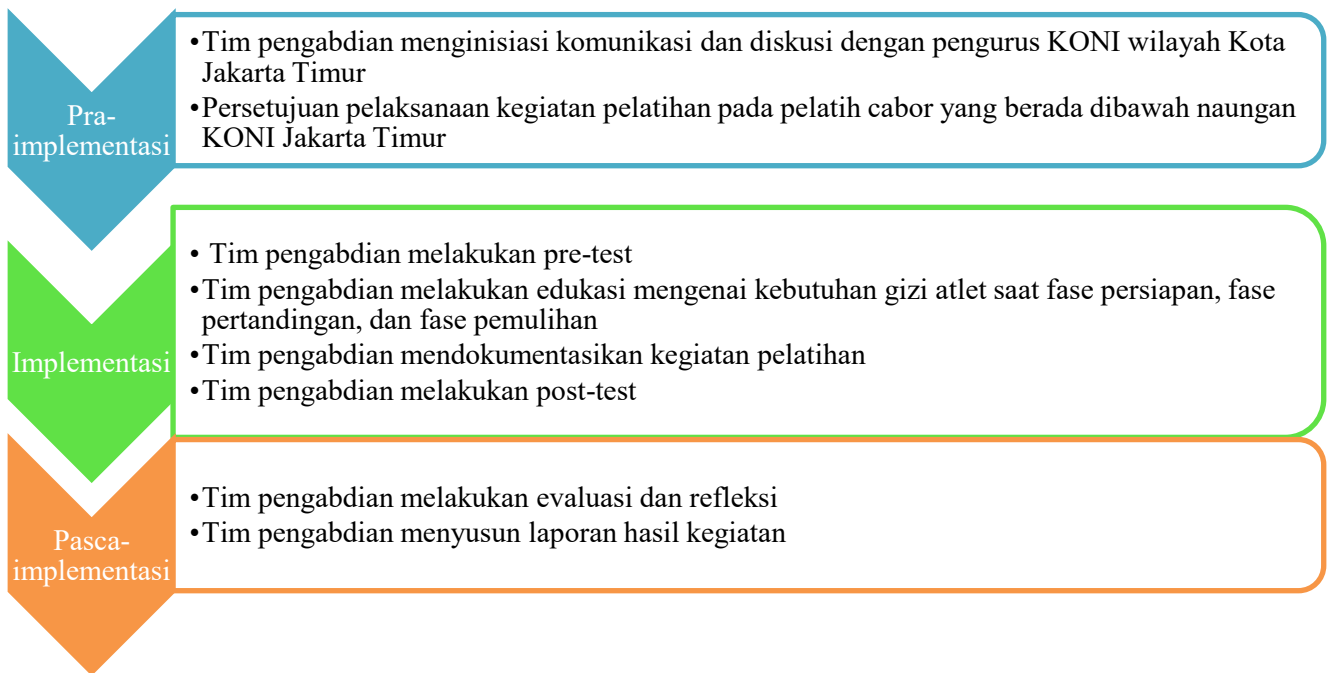 Pra-
implementasi
•Tim pengabdian menginisiasi komunikasi dan diskusi dengan pengurus KONI wilayah Kota
Jakarta Timur
•Persetujuan pelaksanaan kegiatan pelatihan pada pelatih cabor yang berada dibawah naungan
KONI Jakarta Timur
Implementasi
• Tim pengabdian melakukan pre-test
•Tim pengabdian melakukan edukasi mengenai kebutuhan gizi atlet saat fase persiapan, fase
pertandingan, dan fase pemulihan
•Tim pengabdian mendokumentasikan kegiatan pelatihan
•Tim pengabdian melakukan post-test
Pasca-
implementasi
•Tim pengabdian melakukan evaluasi dan refleksi
•Tim pengabdian menyusun laporan hasil kegiatan